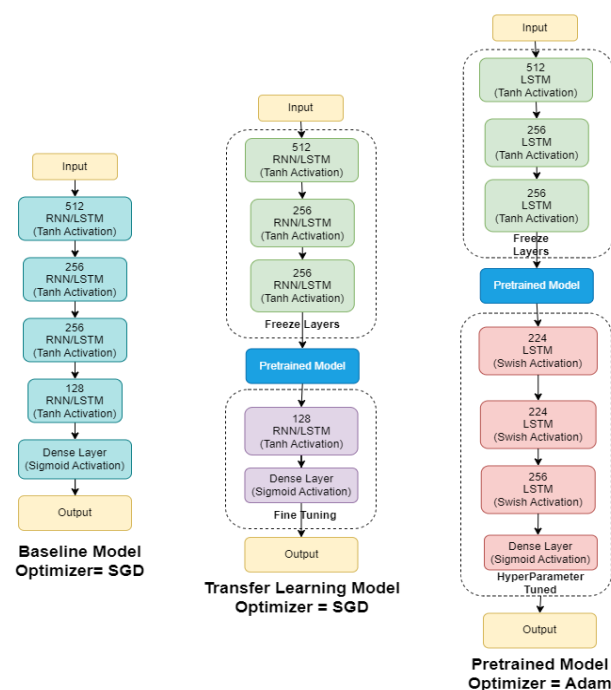 Input
512
RNN/LSTM
(Tanh Activation)
256
RNN/LSTM
(Tanh Activation)
256
RNN/LSTM
(Tanh Activation)
128
RNN/LSTM
(Tanh Activation)
Dense Layer
(Sigmoid Activation)
Output
Baseline Model
Optimizer= SGD
Input
512
RNN/LSTM
(Tanh Activation)
256
RNN/LSTM
(Tanh Activation)
256
RNN/LSTM
(Tanh Activation)
Freeze Layers
Pretrained Model
128
RNN/LSTM
(Tanh Activation)
Dense Layer
(Sigmoid Activation)
Fine Tuning
Output
Transfer Learning Model
Optimizer = SGD
Input
512
LSTM
(Tanh Activation)
256
LSTM
(Tanh Activation)
256
LSTM
(Tanh Activation)
Freeze
Layers
Pretrained Model
224
LSTM
(Swish Activation)
224
LSTM
(Swish Activation)
256
LSTM
(Swish Activation)
Dense Layer
(Sigmoid Activation)
HyperParameter
Tuned
Output
Pretrained Model
Optimizer = Adam